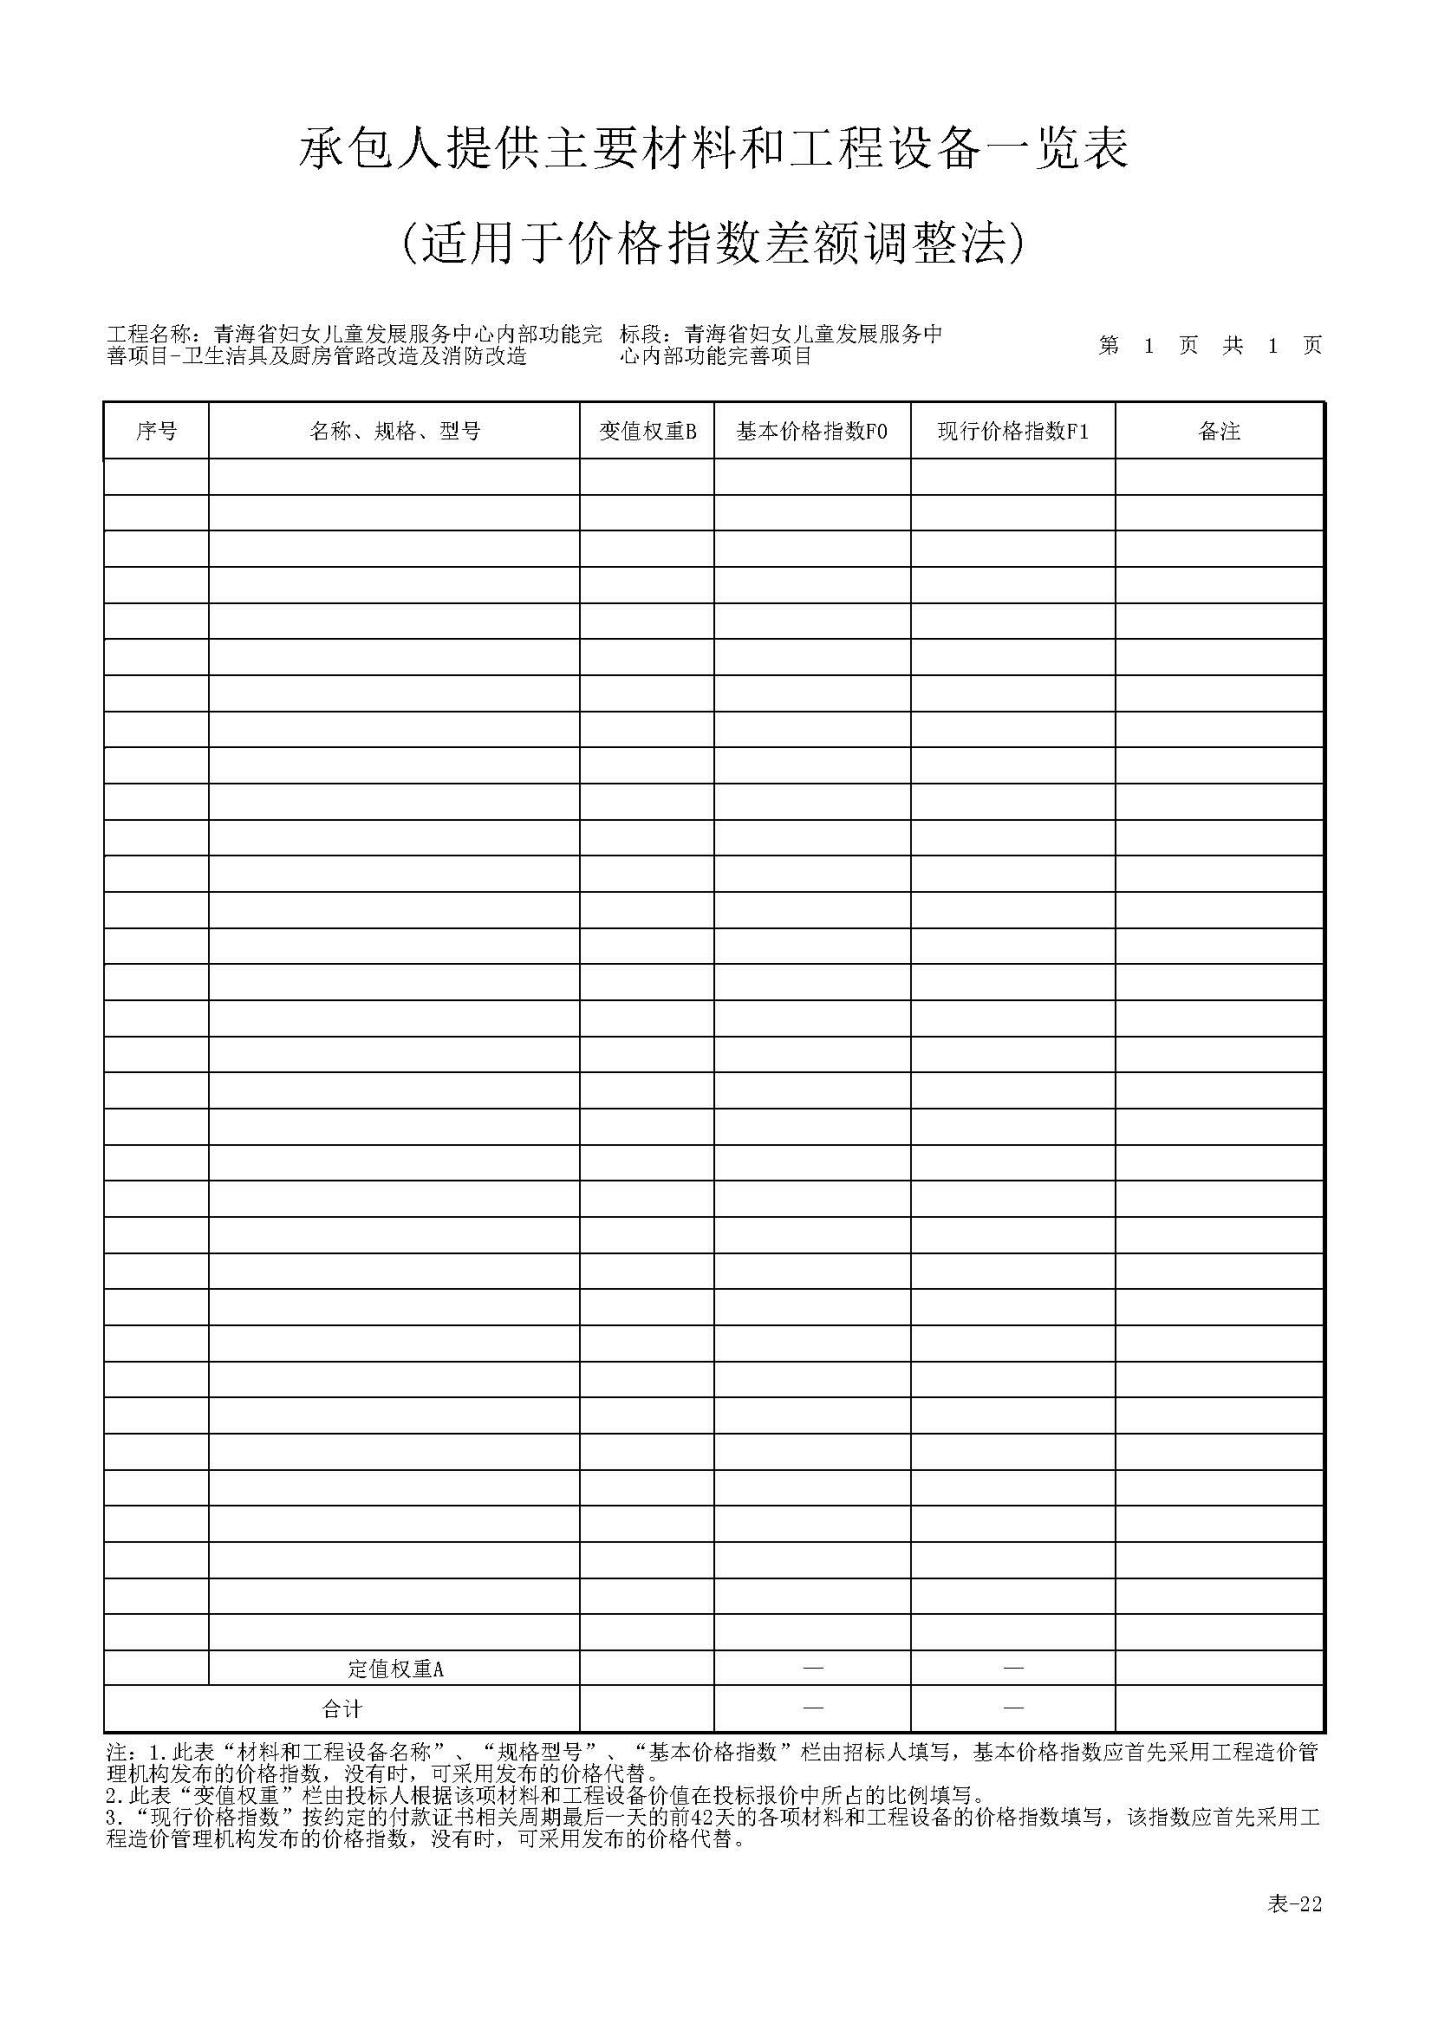 承包人提供主要材料和工程设备一览表
(适用于价格指数差额调整法)
工程名称：青海省妇女儿童发展服务中心内部功能完
善项目-卫生洁具及厨房管路改造及消防改造
标段：青海省妇女儿童发展服务中
心内部功能完善项目
第 1 页 共 1 页
序号 名称、规格、型号 变值权重B 基本价格指数F0 现行价格指数F1 备注
定值权重A — —
合计 — —
注：1.此表“材料和工程设备名称”、“规格型号”、“基本价格指数”栏由招标人填写，基本价格指数应首先采用工程造价管
理机构发布的价格指数，没有时，可采用发布的价格代替。
2.此表“变值权重”栏由投标人根据该项材料和工程设备价值在投标报价中所占的比例填写。
3.“现行价格指数”按约定的付款证书相关周期最后一天的前42天的各项材料和工程设备的价格指数填写，该指数应首先采用工
程造价管理机构发布的价格指数，没有时，可采用发布的价格代替。
表-22